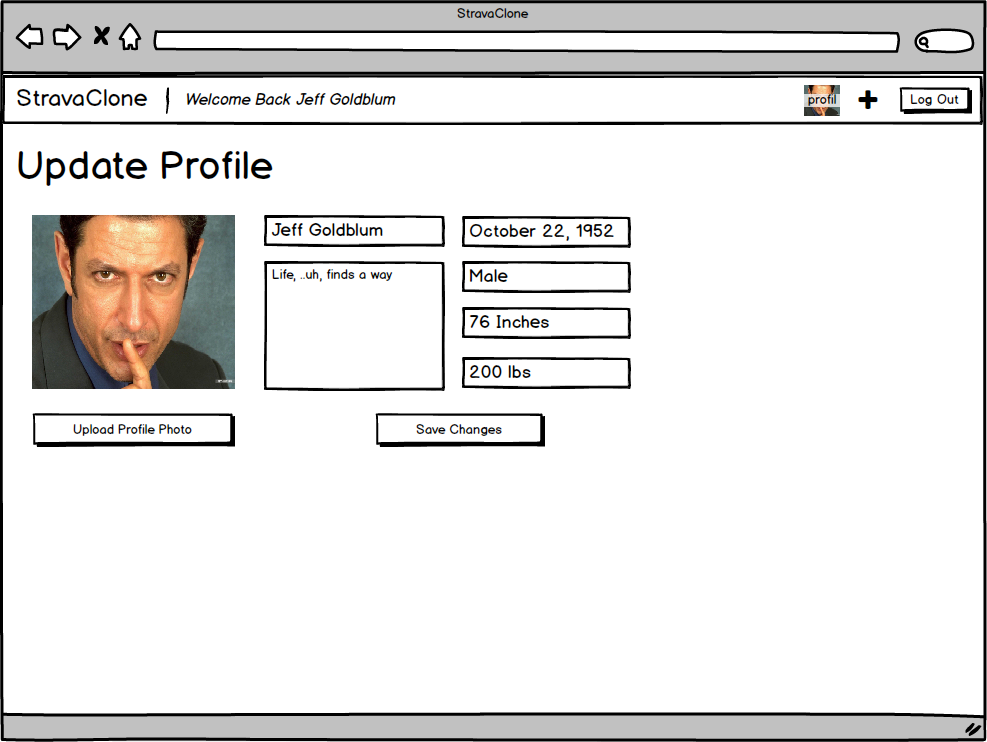 StravaClone
StravaClone
Welcome Back Jeff Goldblum
profil
Log Out
Update Profile
Jeff Goldblum
October 22, 1952
Life, ..uh, finds a way
Male
76 Inches
200 lbs
Upload Profile Photo
Save Changes